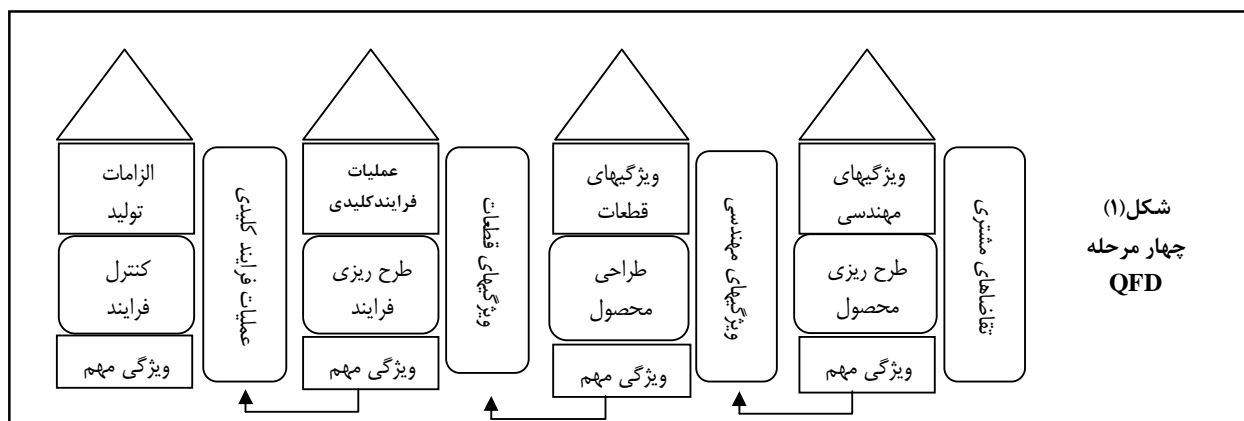 شکل(۱)
چهار مرحله
QFD
تقاضاهای مشتری
ویژگیهای
مهندسی
طرح ریزی
محصول
ویژگی مهم
ویژگیهای مهندسی
ویژگیهای
قطعات
طراحی
محصول
ویژگی مهم
ویژگیهای قطعات
عملیات
فرایندکلیدی
طرح ریزی
فرایند
ویژگی مهم
عملیات فرایند کلیدی
الزامات
تولید
کنترل
فرایند
ویژگی مهم